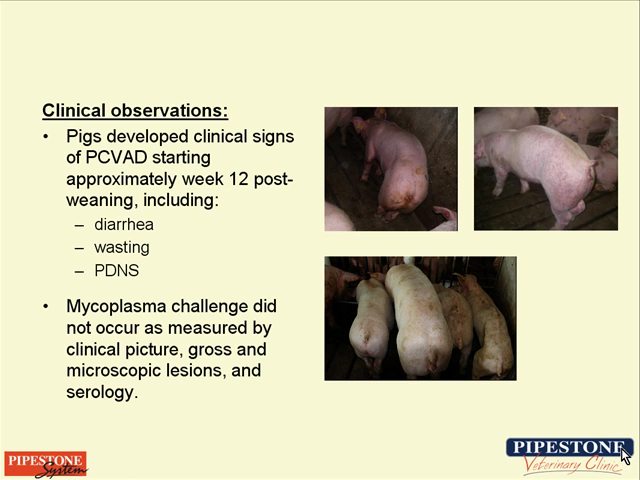 Clinical observations:
• Pigs developed clinical signs
of PCVAD starting
approximately week 12 post-
weaning, including:
– diarrhea
– wasting
– PDNS
• Mycoplasma challenge did
not occur as measured by
clinical picture, gross and
microscopic lesions, and
serology.
PIPESTONE
System
PIPESTONE
Veterinary Clinic